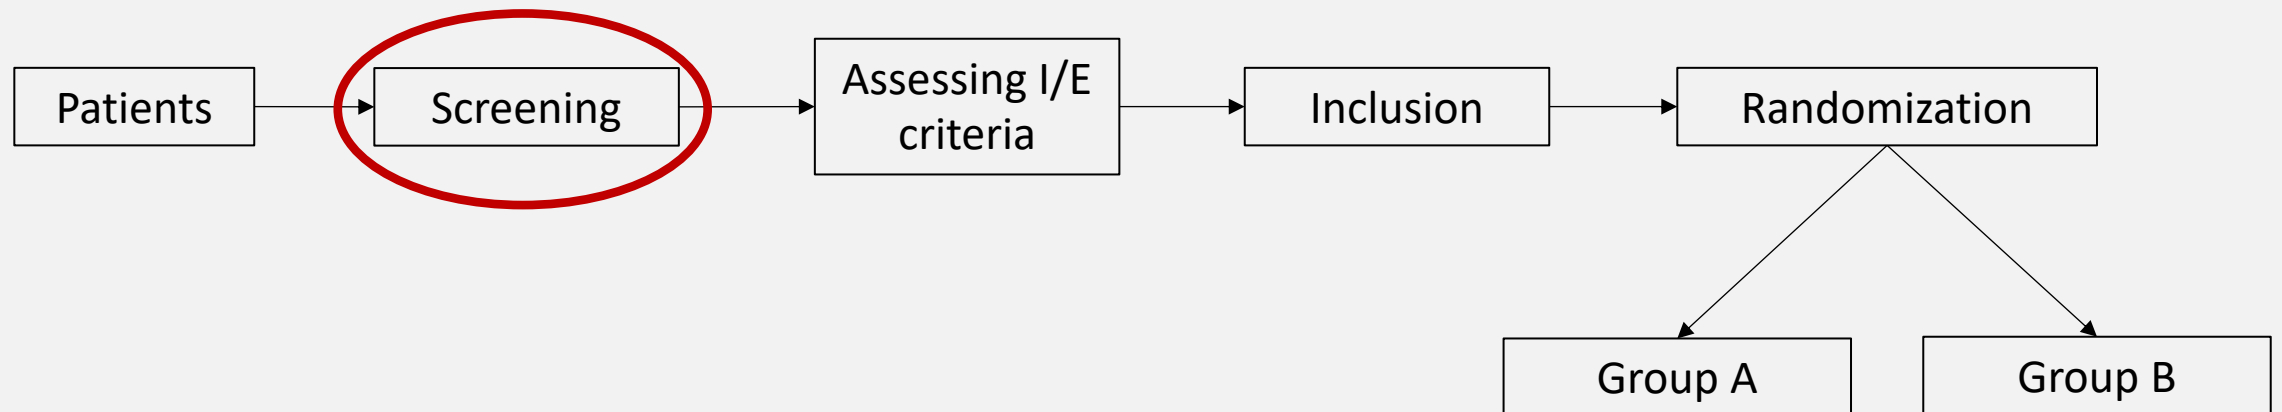 Patients
Screening
Assessing I/E
criteria
Inclusion
Randomization
Group A
Group B